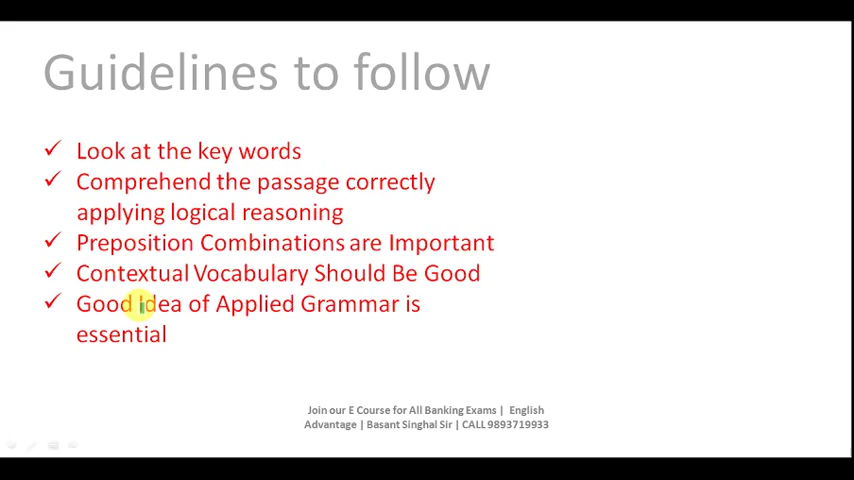 Guidelines to follow
✓ Look at the key words
✓ Comprehend the passage correctly
applying logical reasoning
✓ Preposition Combinations are Important
✓ Contextual Vocabulary Should Be Good
✓ Good Idea of Applied Grammar is
essential
Join our E Course for All Banking Exams | English
Advantage | Basant Singhal Sir | CALL 9893719933